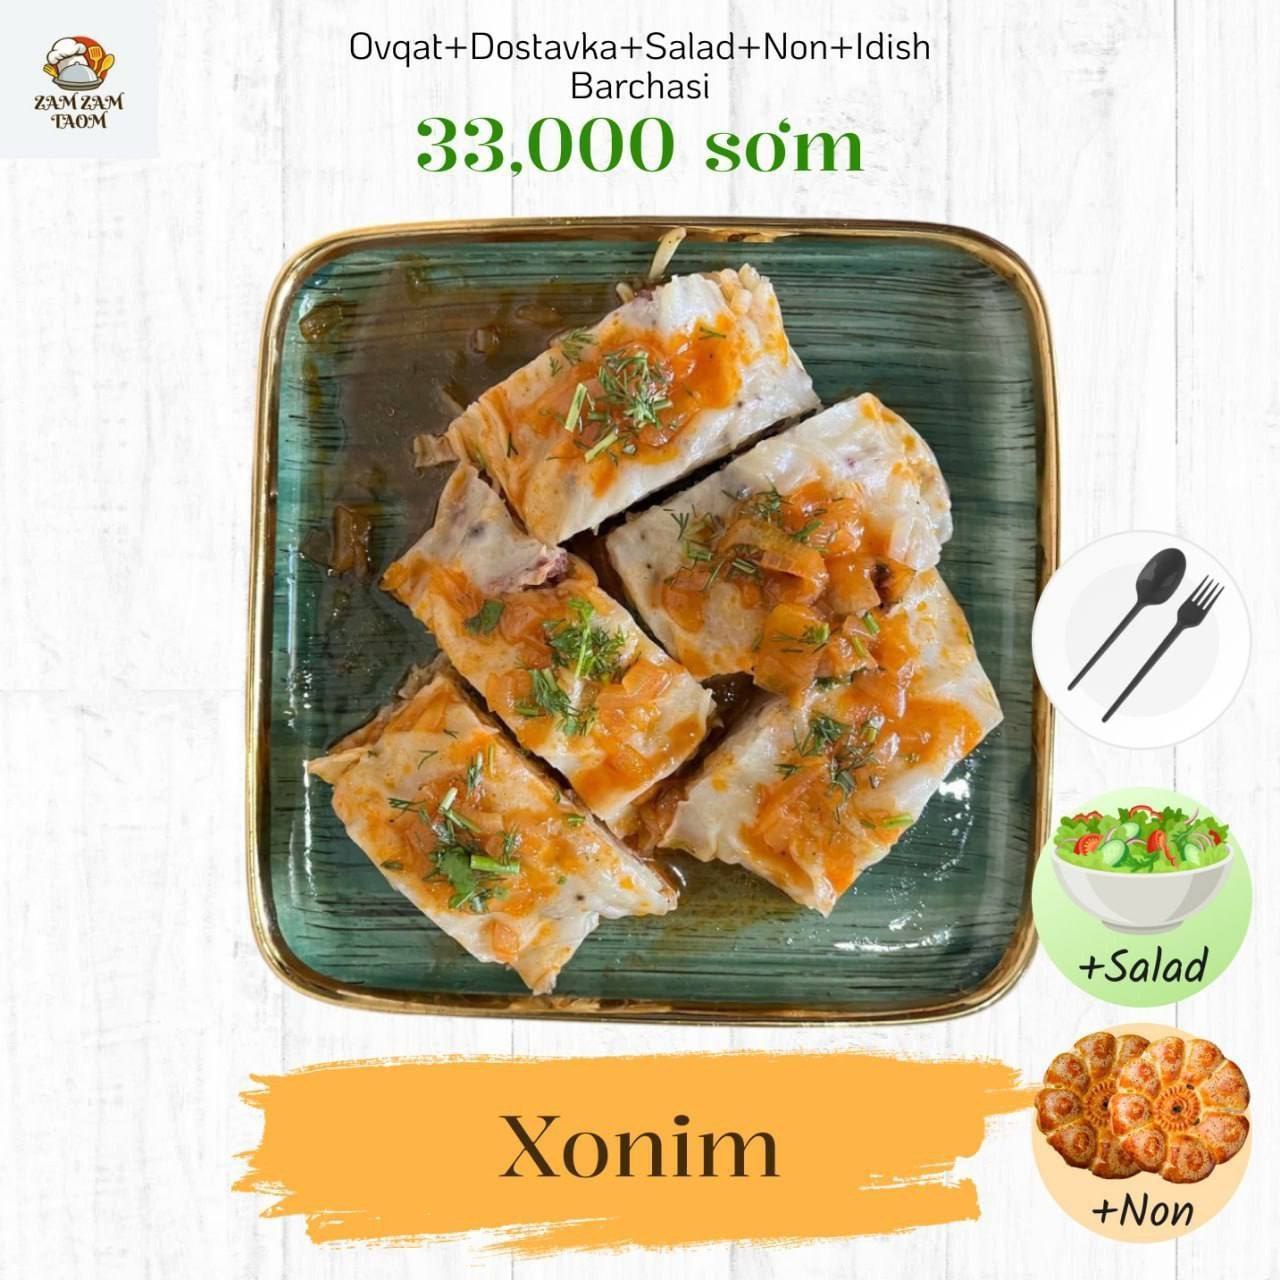 ZAM ZAM
TAOM
Ovqat+Dostavka+Salad+Non+Idish
Barchasi
33,000 so'm
+Salad
+Non
Xonim